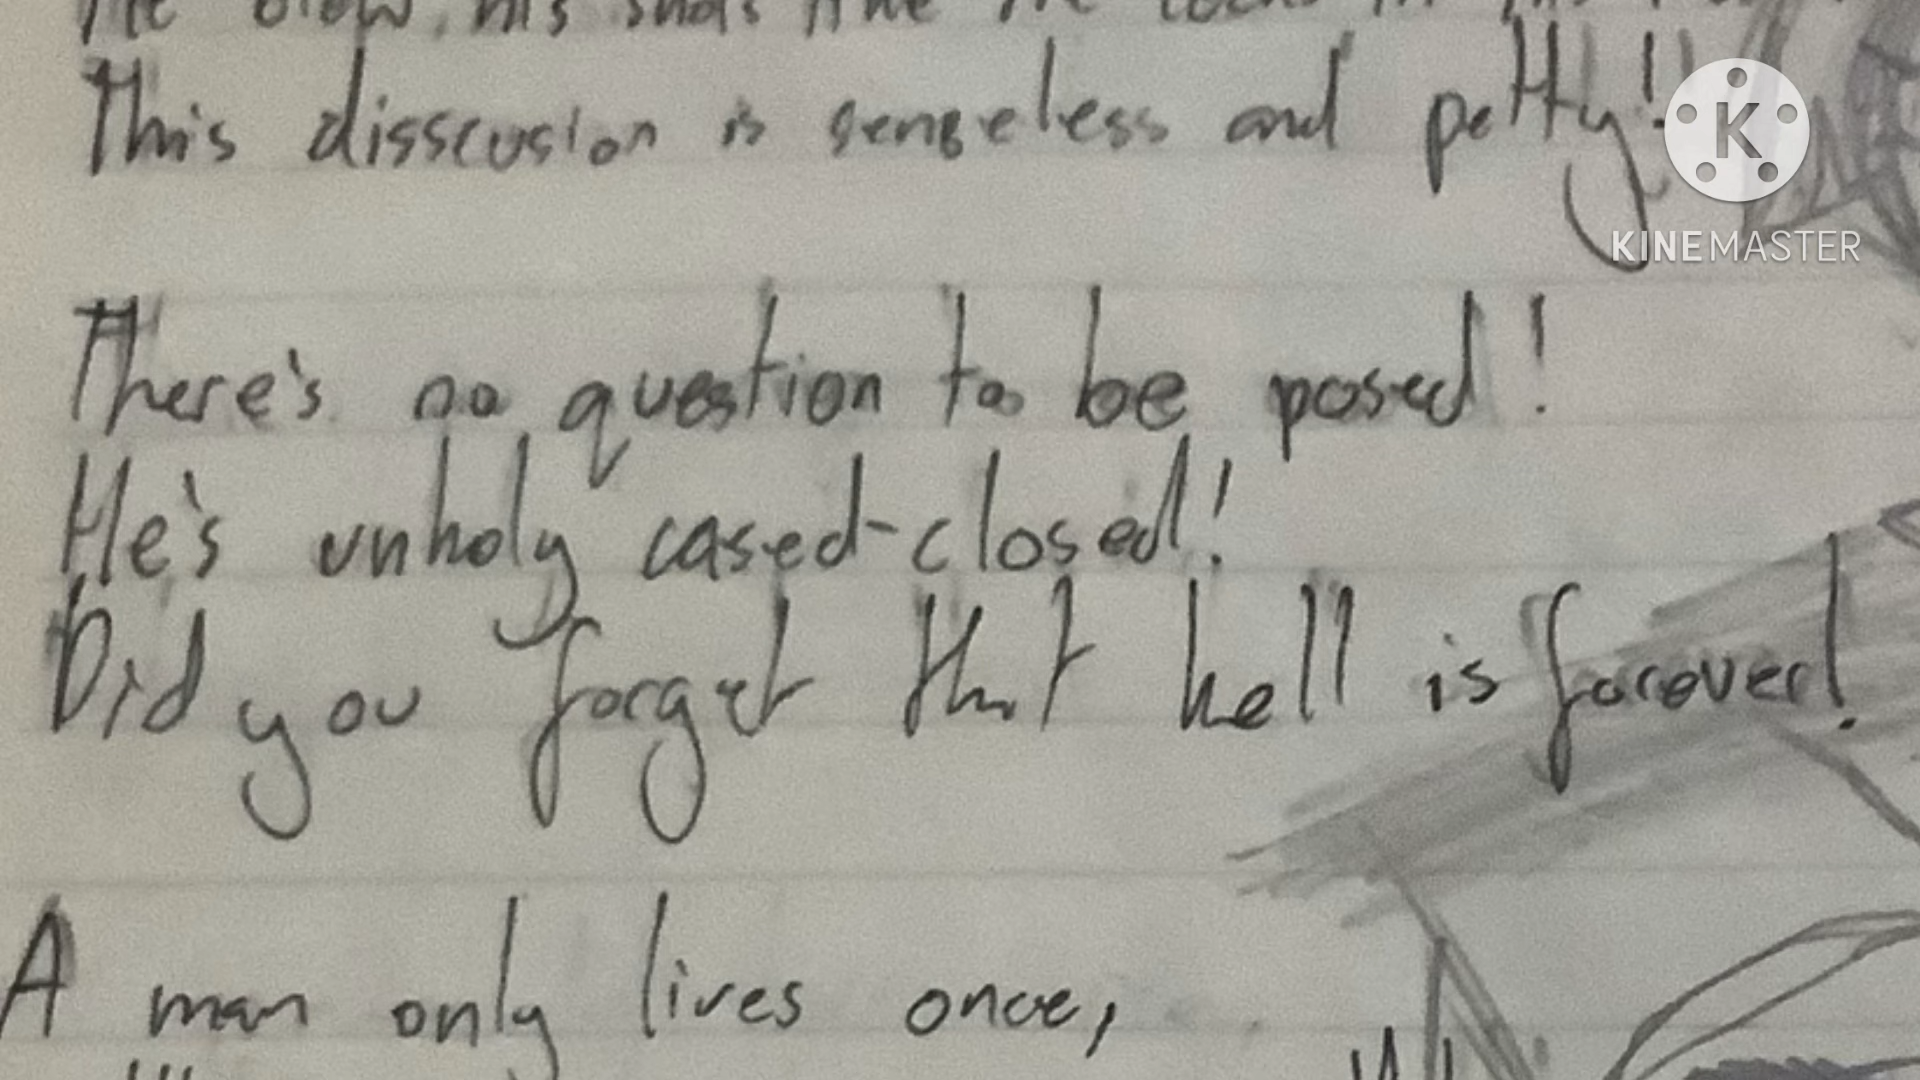 This disscusion is senseless and petty!
There's no question to be posed!
He's unholy cased-closed!
Did you forget that hell is forever!
A man only lives once,
KINEMASTER